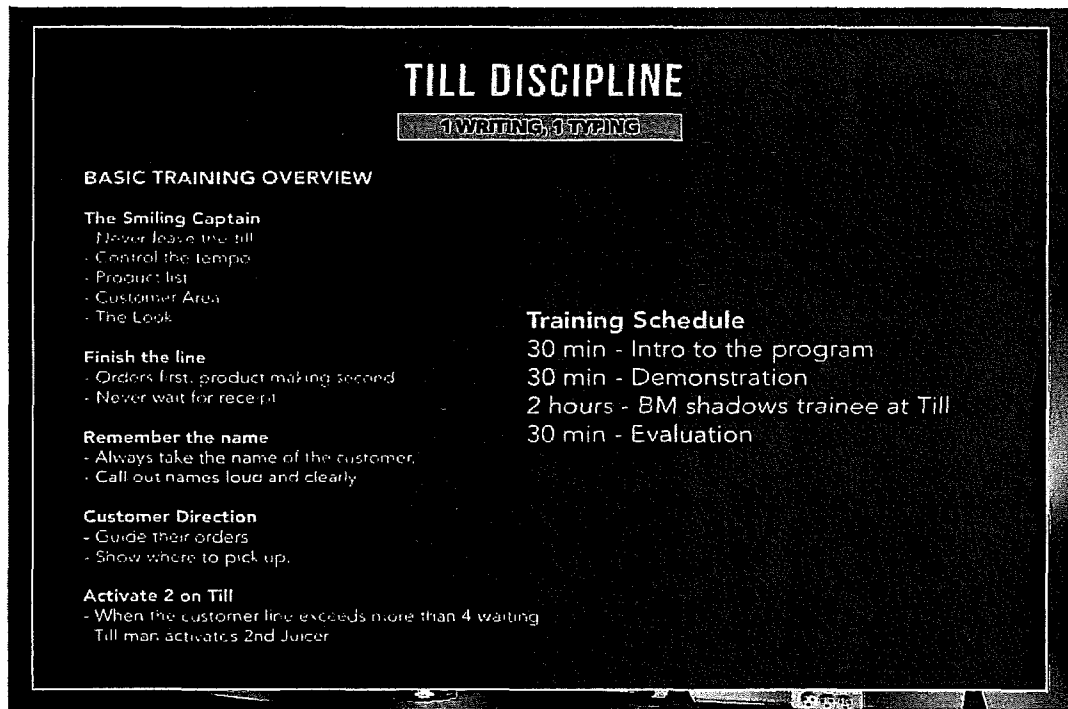 TILL DISCIPLINE
1 WRITING, 1 TYPING
BASIC TRAINING OVERVIEW
The Smiling Captain
Never leave the till
- Control the tempo
- Product list
- Customer Area
- The Look
Finish the line
- Orders first, product making second
- Never wait for receipt
Remember the name
- Always take the name of the customer.
- Call out names loud and clearly
Customer Direction
- Guide their orders
- Show where to pick up.
Activate 2 on Till
- When the customer line exceeds more than 4 waiting
Till man activates 2nd Juicer
Training Schedule
30 min - Intro to the program
30 min - Demonstration
2 hours - BM shadows trainee at Till
30 min - Evaluation